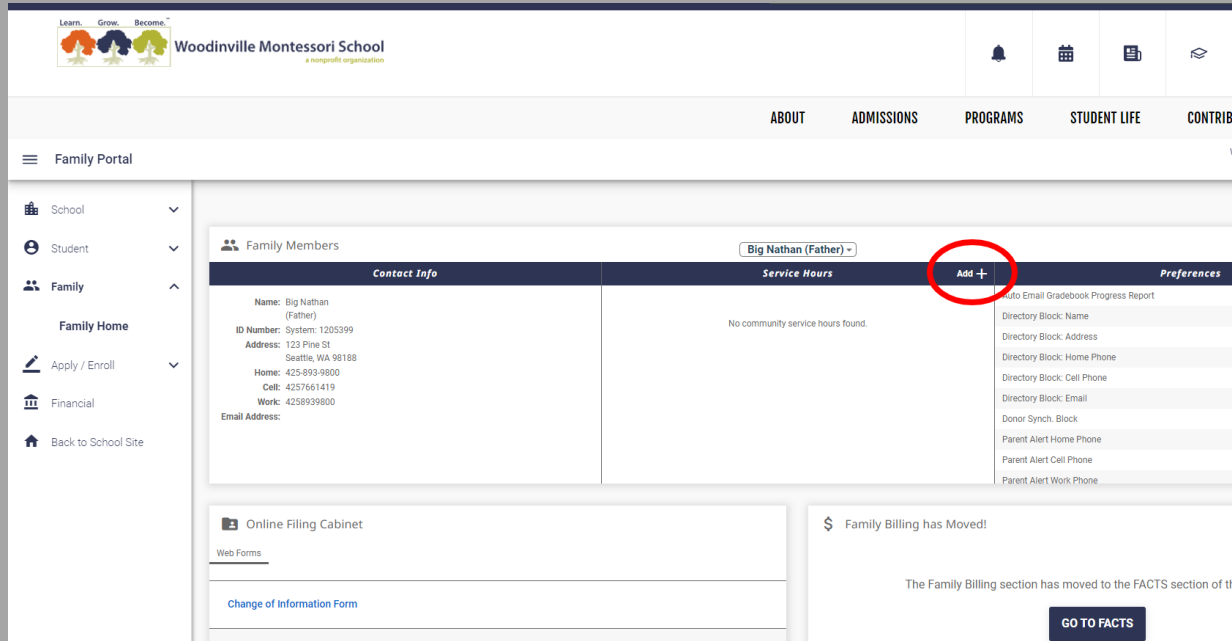 Learn. Grow. Become.™
Woodinville Montessori School
a nonprofit organization
ABOUT ADMISSIONS PROGRAMS STUDENT LIFE CONTRIB
Family Portal
School
Student
Family
Family Home
Apply / Enroll
Financial
Back to School Site
Family Members
Big Nathan (Father)
Contact Info
Name: Big Nathan
(Father)
ID Number: System: 1205399
Address: 123 Pine St
Seattle, WA 98188
Home: 425-893-9800
Cell: 4257661419
Work: 4258939800
Email Address:
Service Hours
Add
No community service hours found.
Preferences
Auto Email Gradebook Progress Report
Directory Block: Name
Directory Block: Address
Directory Block: Home Phone
Directory Block: Cell Phone
Directory Block: Email
Donor Synch. Block
Parent Alert Home Phone
Parent Alert Cell Phone
Parent Alert Work Phone
Online Filing Cabinet
Web Forms
Change of Information Form
Family Billing has Moved!
The Family Billing section has moved to the FACTS section of th
GO TO FACTS